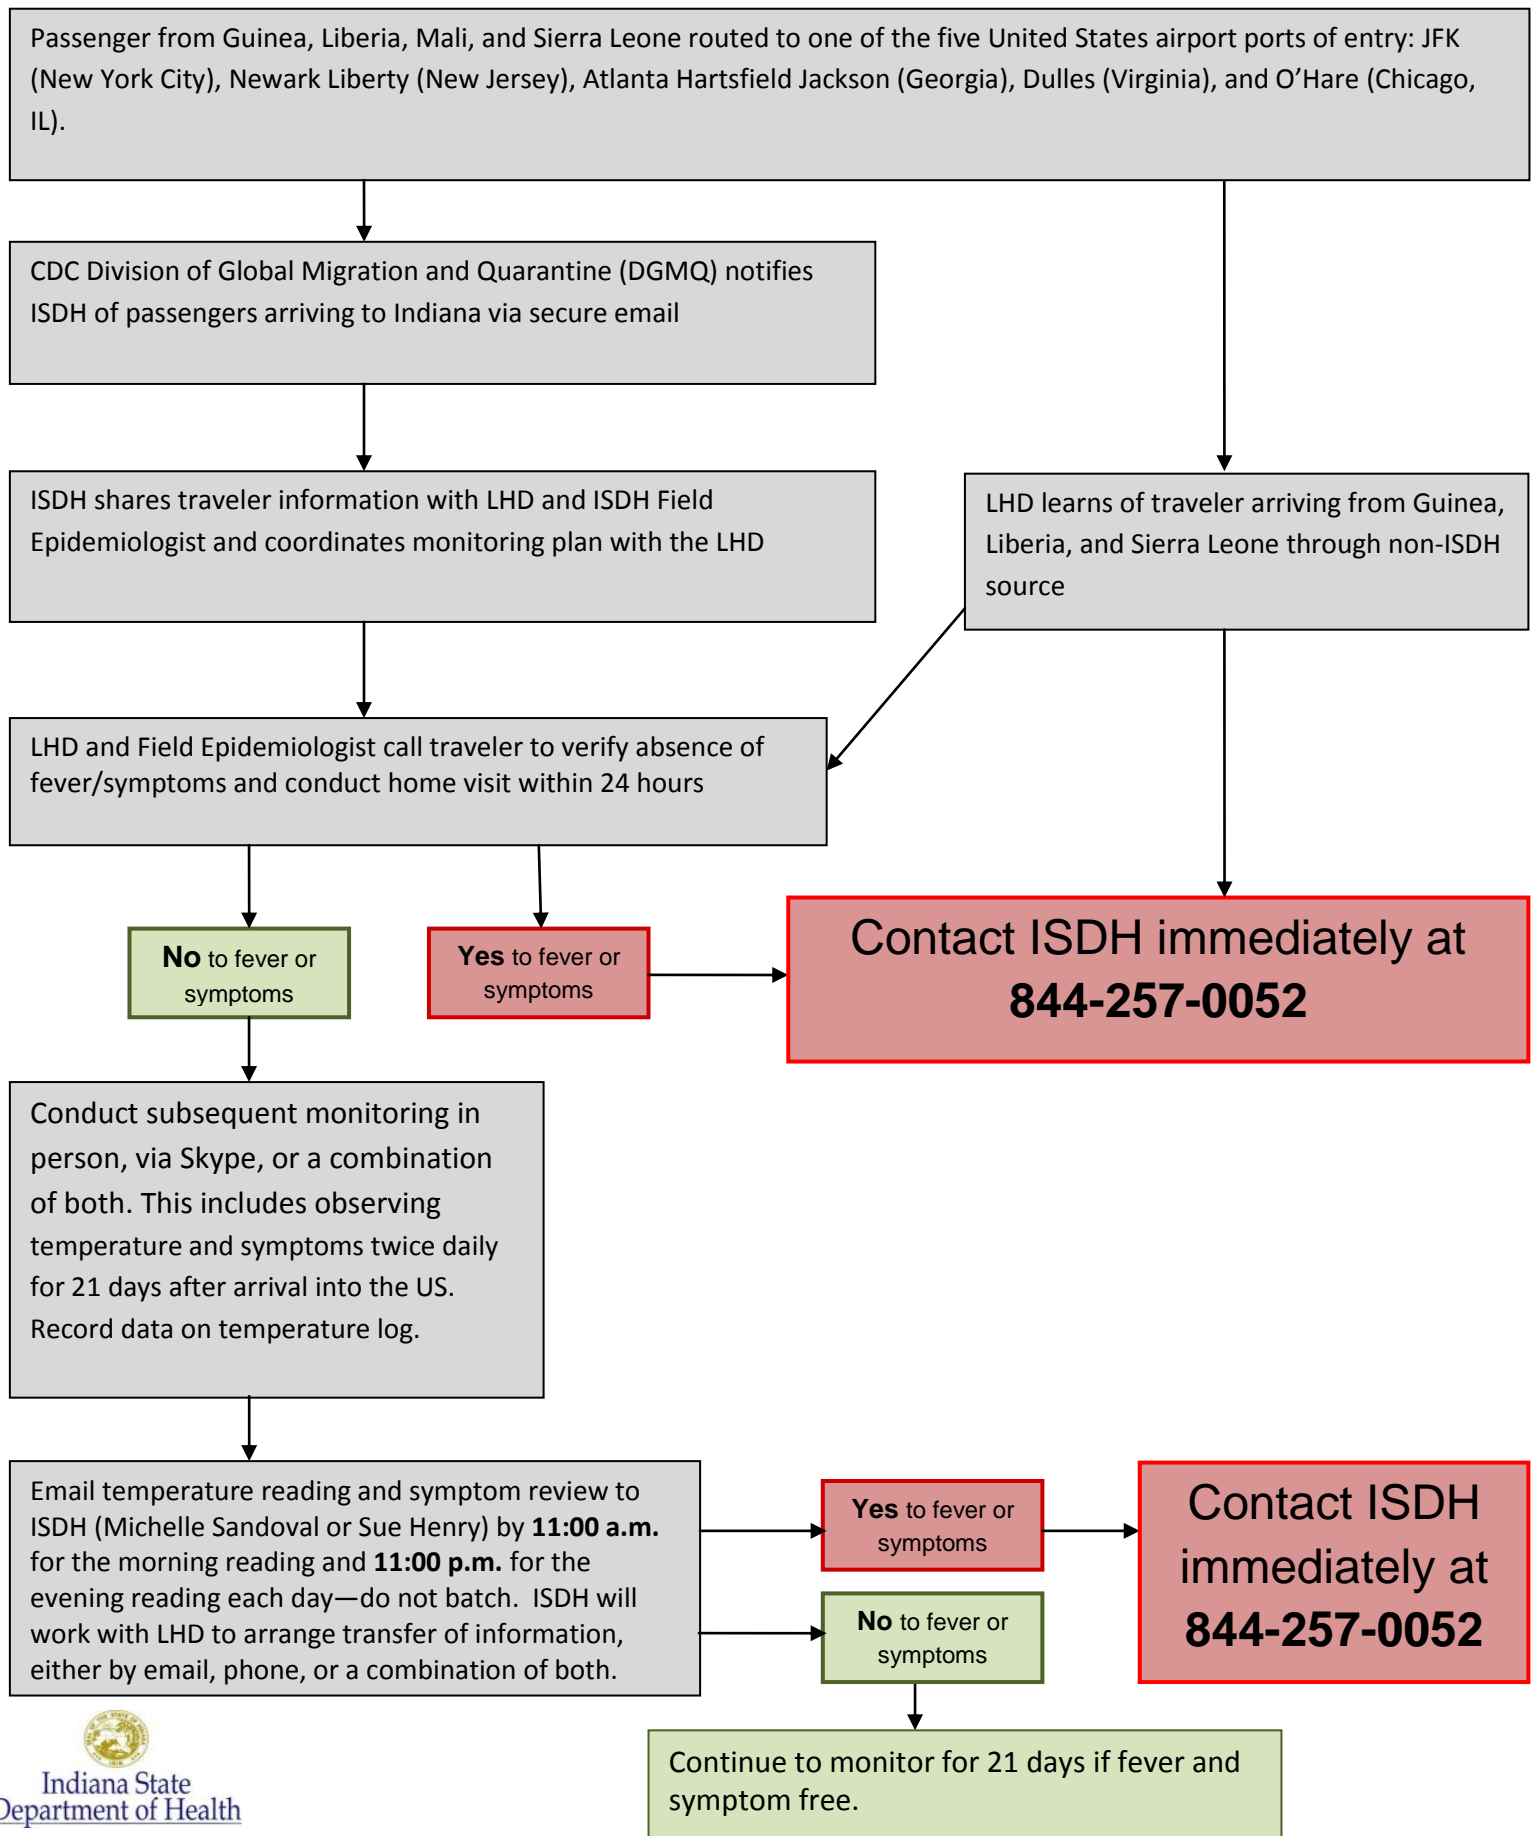 Passenger from Guinea, Liberia, Mali, and Sierra Leone routed to one of the five United States airport ports of entry: JFK
(New York City), Newark Liberty (New Jersey), Atlanta Hartsfield Jackson (Georgia), Dulles (Virginia), and O’Hare (Chicago,
IL).
CDC Division of Global Migration and Quarantine (DGMQ) notifies
ISDH of passengers arriving to Indiana via secure email
ISDH shares traveler information with LHD and ISDH Field
Epidemiologist and coordinates monitoring plan with the LHD
LHD learns of traveler arriving from Guinea,
Liberia, and Sierra Leone through non-ISDH
source
LHD and Field Epidemiologist call traveler to verify absence of
fever/symptoms and conduct home visit within 24 hours
No to fever or
symptoms
Yes to fever or
symptoms
Contact ISDH immediately at
844-257-0052
Conduct subsequent monitoring in
person, via Skype, or a combination
of both. This includes observing
temperature and symptoms twice daily
for 21 days after arrival into the US.
Record data on temperature log.
Email temperature reading and symptom review to
ISDH (Michelle Sandoval or Sue Henry) by 11:00 a.m.
for the morning reading and 11:00 p.m. for the
evening reading each day—do not batch.  ISDH will
work with LHD to arrange transfer of information,
either by email, phone, or a combination of both.
Yes to fever or
symptoms
Contact ISDH
immediately at
844-257-0052
No to fever or
symptoms
Continue to monitor for 21 days if fever and
symptom free.
Indiana State
Department of Health